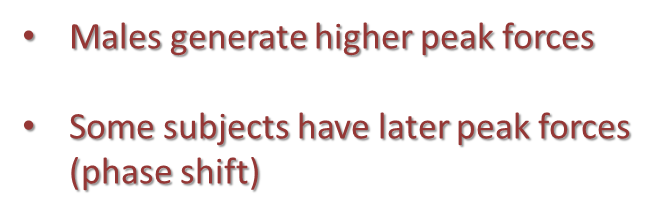 • Males generate higher peak forces
• Some subjects have later peak forces
(phase shift)